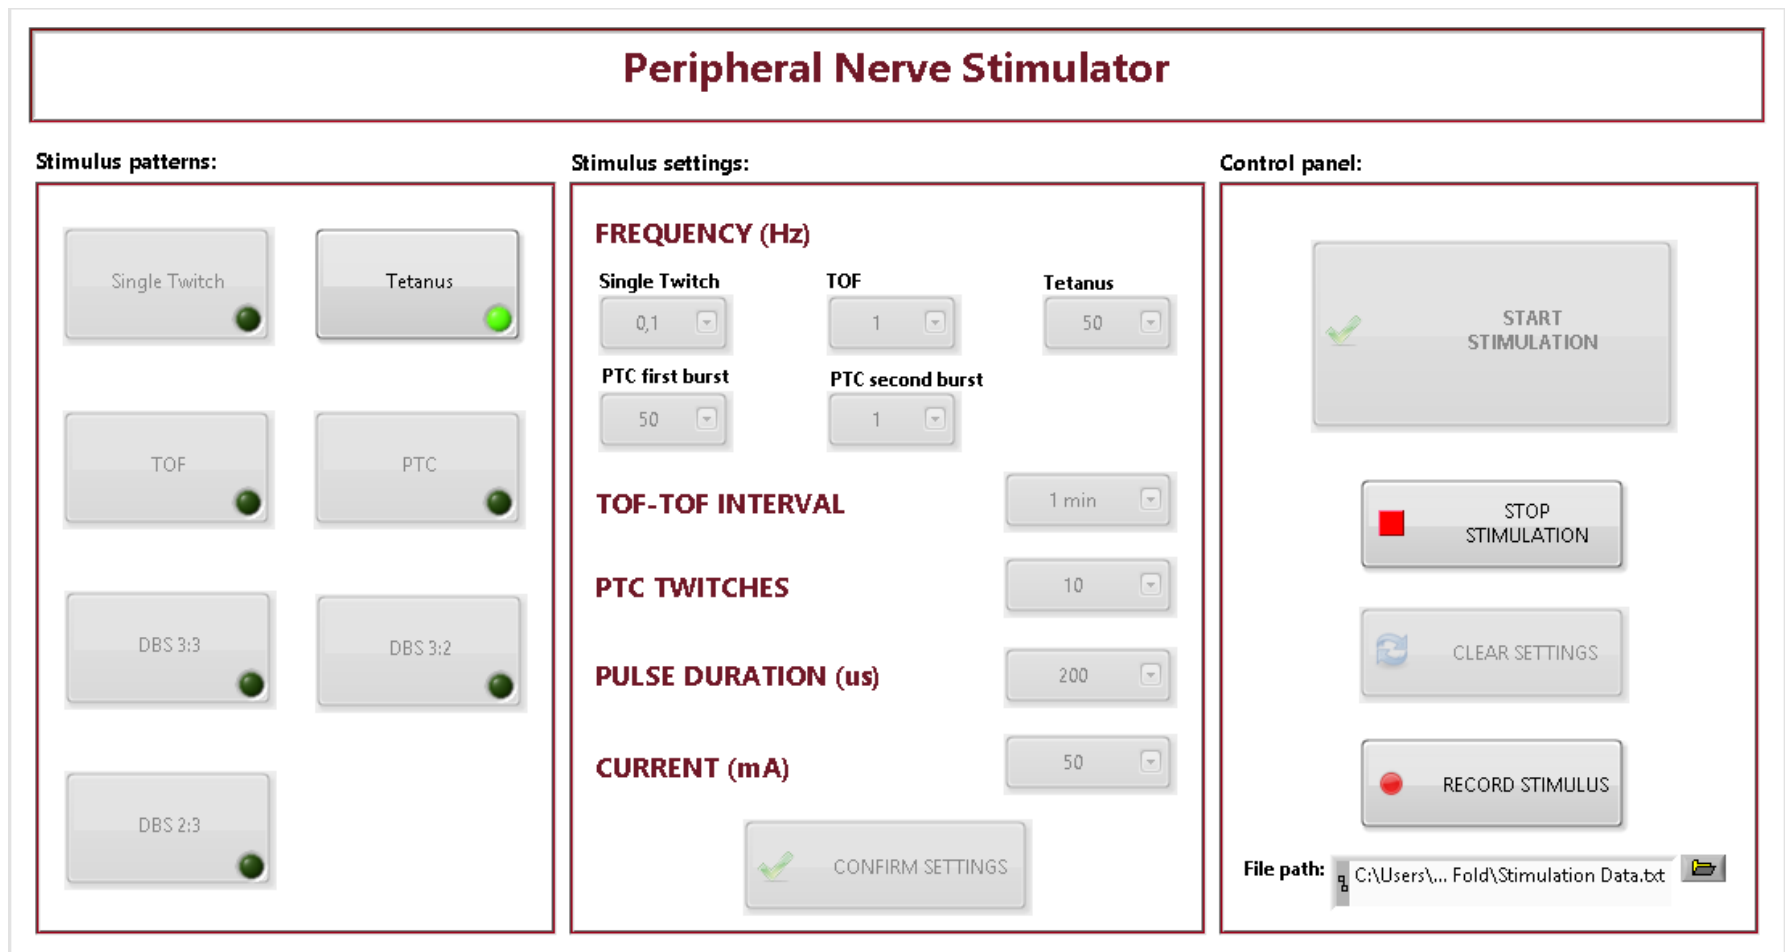 Peripheral Nerve Stimulator
Stimulus patterns:
Single Twitch
Tetanus
TOF
PTC
DBS 3:3
DBS 3:2
DBS 2:3
Stimulus settings:
FREQUENCY (Hz)
Single Twitch
TOF
Tetanus
0,1
1
50
PTC first burst
PTC second burst
50
1
TOF-TOF INTERVAL
1 min
PTC TWITCHES
10
PULSE DURATION (us)
200
CURRENT (mA)
50
CONFIRM SETTINGS
Control panel:
START
STIMULATION
STOP
STIMULATION
CLEAR SETTINGS
RECORD STIMULUS
File path:
C:\Users\... Fold\Stimulation Data.txt